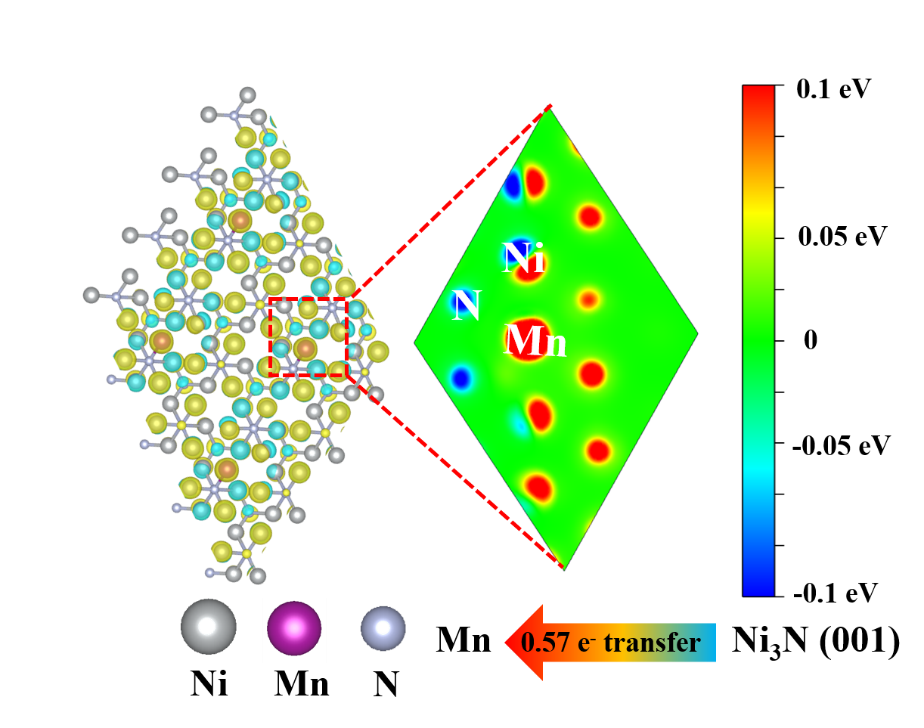 0.1 eV
0.05 eV
0
-0.05 eV
-0.1 eV
Ni
N
Mn
Ni Mn N
Mn 0.57 e⁻ transfer Ni₃N (001)